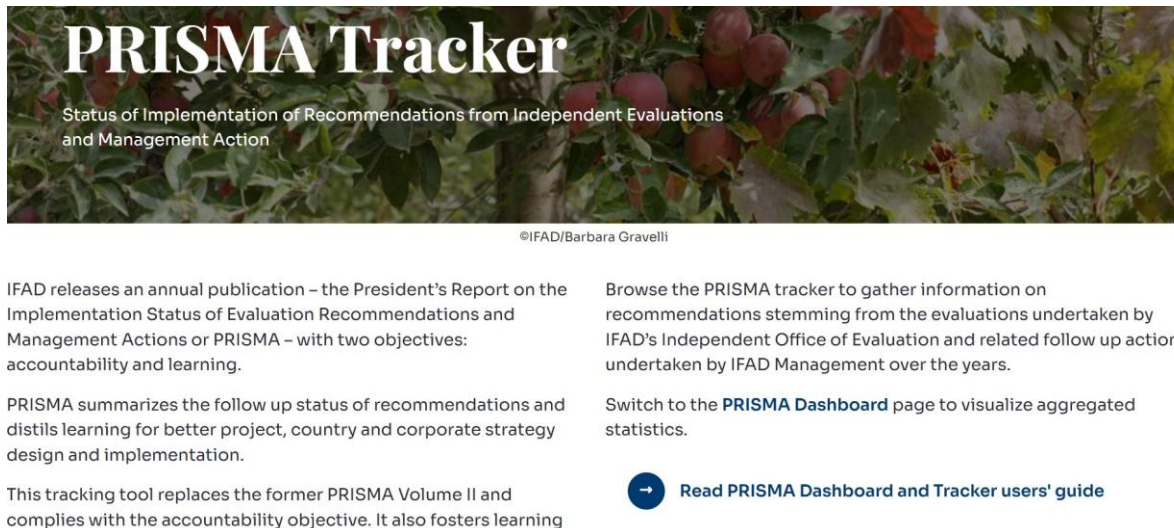 PRISMA Tracker
Status of Implementation of Recommendations from Independent Evaluations
and Management Action
©IFAD/Barbara Gravelli
IFAD releases an annual publication – the President's Report on the
Implementation Status of Evaluation Recommendations and
Management Actions or PRISMA – with two objectives:
accountability and learning.
PRISMA summarizes the follow up status of recommendations and
distils learning for better project, country and corporate strategy
design and implementation.
This tracking tool replaces the former PRISMA Volume II and
complies with the accountability objective. It also fosters learning
Browse the PRISMA tracker to gather information on
recommendations stemming from the evaluations undertaken by
IFAD's Independent Office of Evaluation and related follow up action
undertaken by IFAD Management over the years.
Switch to the PRISMA Dashboard page to visualize aggregated
statistics.
Read PRISMA Dashboard and Tracker users' guide